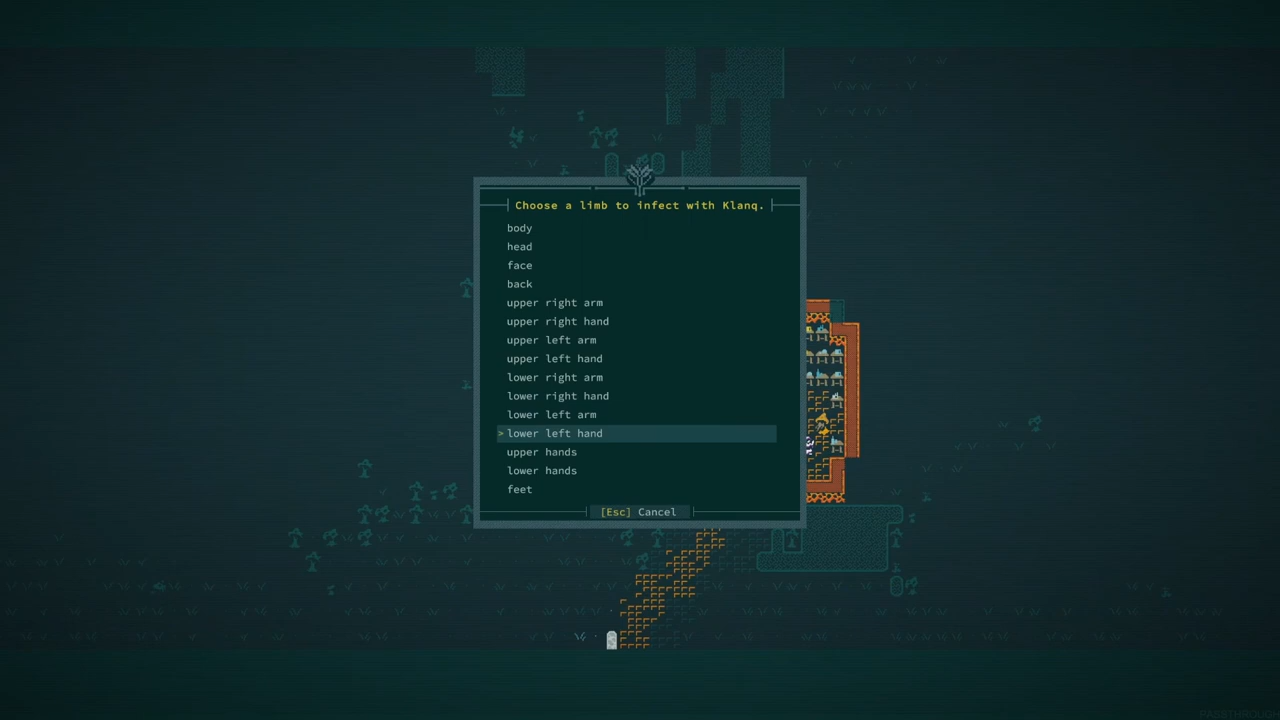 Choose a limb to infect with Klanq.
body
head
face
back
upper right arm
upper right hand
upper left arm
upper left hand
lower right arm
lower right hand
lower left arm
>lower left hand
upper hands
lower hands
feet
[Esc] Cancel